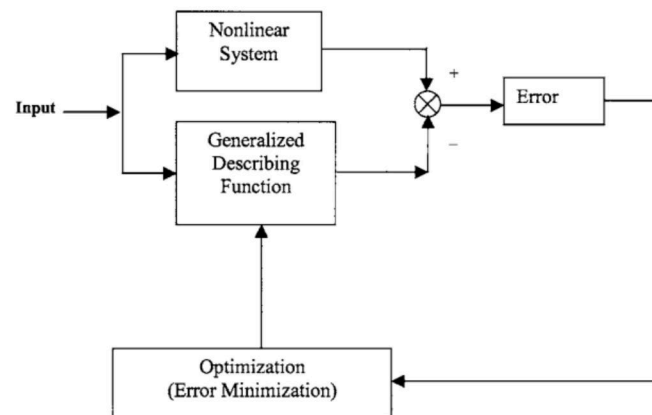 Nonlinear
System
+
Input
Error
Generalized
Describing
Function
−
Optimization
(Error Minimization)